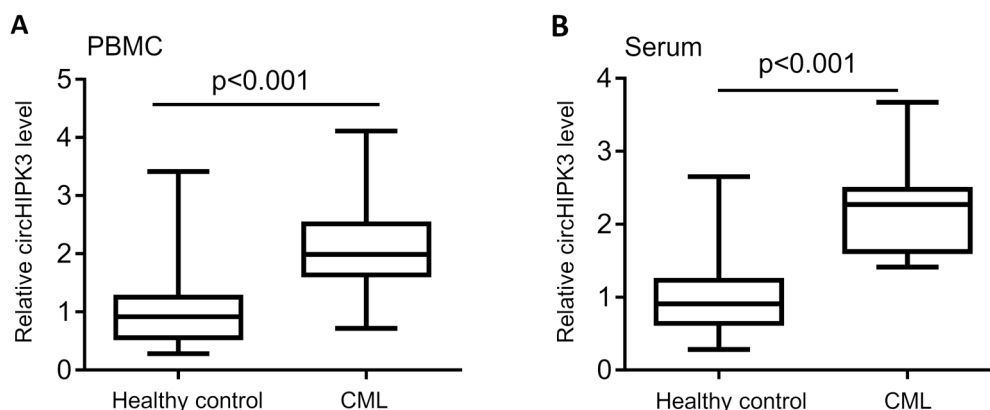 A
PBMC
p<0.001
Relative circHIPK3 level
5
4
3
2
1
0
Healthy control
CML
B
Serum
p<0.001
Relative circHIPK3 level
4
3
2
1
0
Healthy control
CML